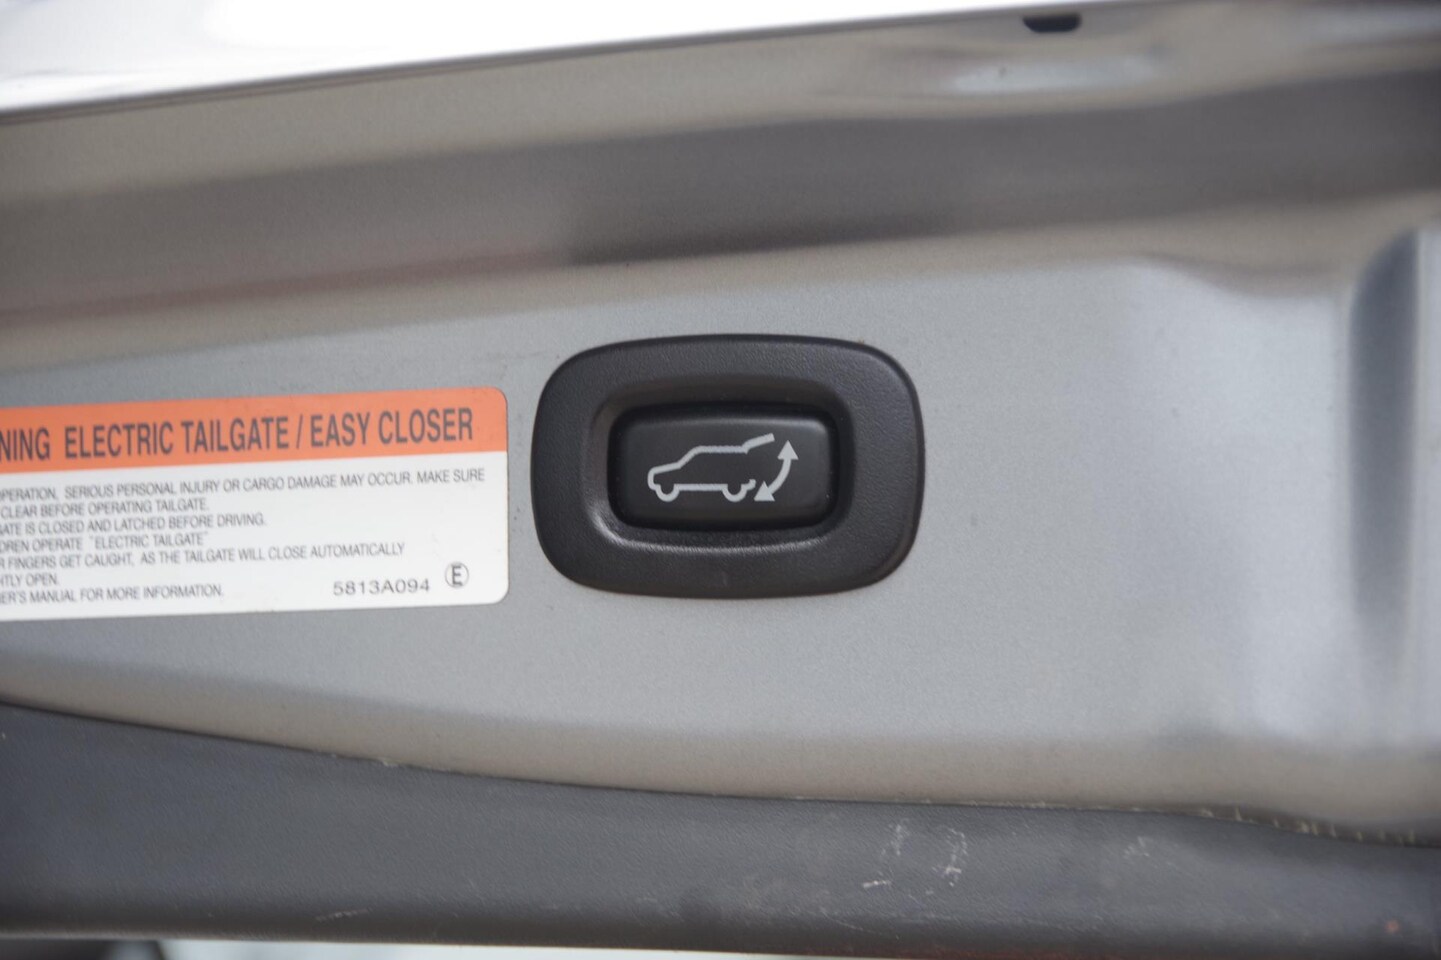 NING ELECTRIC TAILGATE / EASY CLOSER
PERATION, SERIOUS PERSONAL INJURY OR CARGO DAMAGE MAY OCCUR. MAKE SURE
CLEAR BEFORE OPERATING TAILGATE.
GATE IS CLOSED AND LATCHED BEFORE DRIVING.
DREN OPERATE "ELECTRIC TAILGATE"
R FINGERS GET CAUGHT, AS THE TAILGATE WILL CLOSE AUTOMATICALLY
HTLY OPEN.
ER'S MANUAL FOR MORE INFORMATION.
5813A094 E